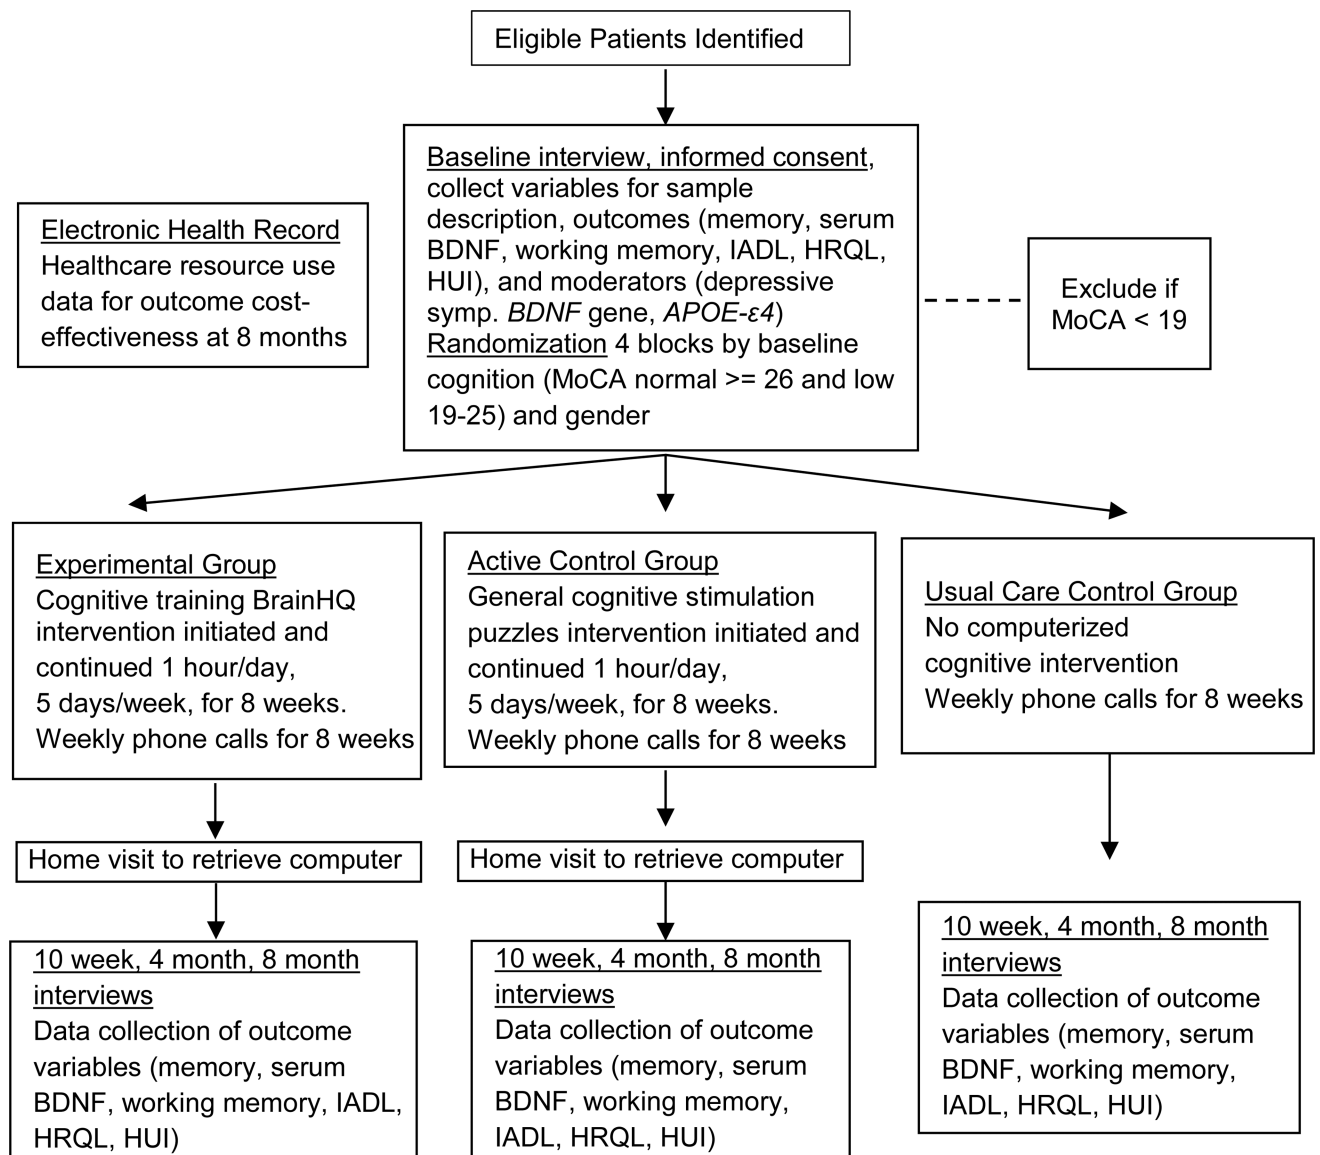 Eligible Patients Identified
Baseline interview, informed consent,
collect variables for sample
description, outcomes (memory, serum
BDNF, working memory, IADL, HRQL,
HUI), and moderators (depressive
symp. BDNF gene, APOE-ε4)
Randomization 4 blocks by baseline
cognition (MoCA normal >= 26 and low
19-25) and gender
Electronic Health Record
Healthcare resource use
data for outcome cost-
effectiveness at 8 months
Exclude if
MoCA < 19
Experimental Group
Cognitive training BrainHQ
intervention initiated and
continued 1 hour/day,
5 days/week, for 8 weeks.
Weekly phone calls for 8 weeks
Active Control Group
General cognitive stimulation
puzzles intervention initiated and
continued 1 hour/day,
5 days/week, for 8 weeks.
Weekly phone calls for 8 weeks
Usual Care Control Group
No computerized
cognitive intervention
Weekly phone calls for 8 weeks
Home visit to retrieve computer
Home visit to retrieve computer
10 week, 4 month, 8 month
interviews
Data collection of outcome
variables (memory, serum
BDNF, working memory, IADL,
HRQL, HUI)
10 week, 4 month, 8 month
interviews
Data collection of outcome
variables (memory, serum
BDNF, working memory,
IADL, HRQL, HUI)
10 week, 4 month, 8 month
interviews
Data collection of outcome
variables (memory, serum
BDNF, working memory,
IADL, HRQL, HUI)